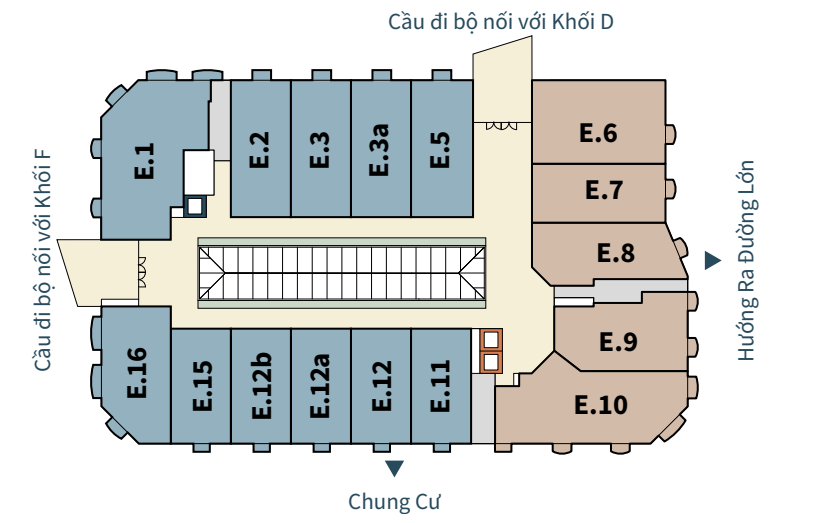 Cầu đi bộ nối với Khối D
E.1
E.2
E.3
E.3a
E.5
E.6
E.7
E.8
Hướng Ra Đường Lớn
Cầu đi bộ nối với Khối F
E.16
E.15
E.12b
E.12a
E.12
E.11
E.9
E.10
Chung Cư